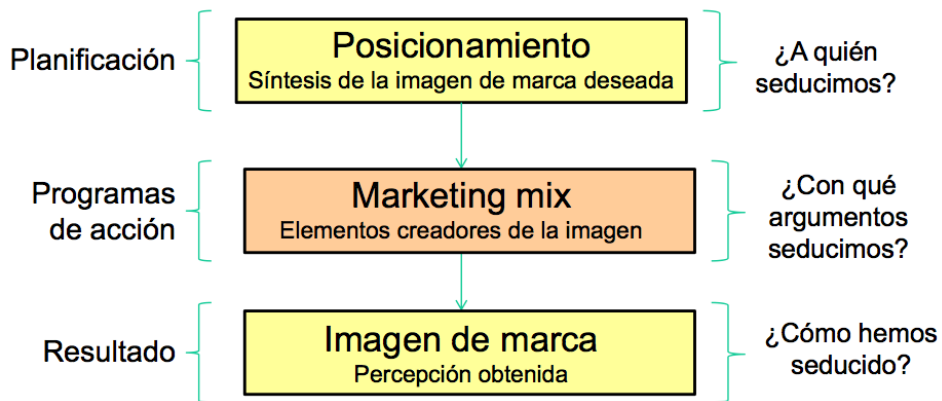 Planificación
Posicionamiento
Síntesis de la imagen de marca deseada
¿A quién
seducimos?
Programas
de acción
Marketing mix
Elementos creadores de la imagen
¿Con qué
argumentos
seducimos?
Resultado
Imagen de marca
Percepción obtenida
¿Cómo hemos
seducido?